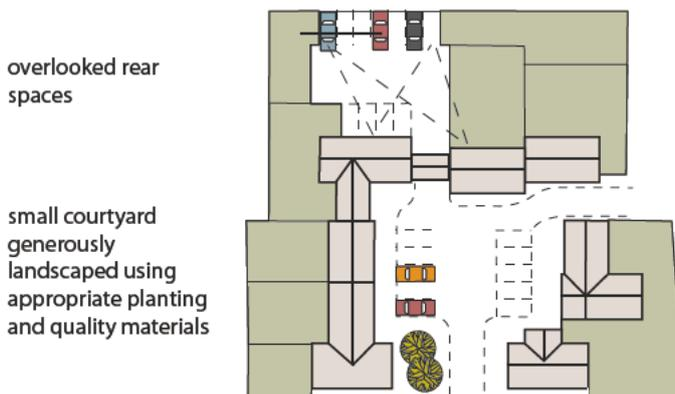 overlooked rear
spaces
small courtyard
generously
landscaped using
appropriate planting
and quality materials